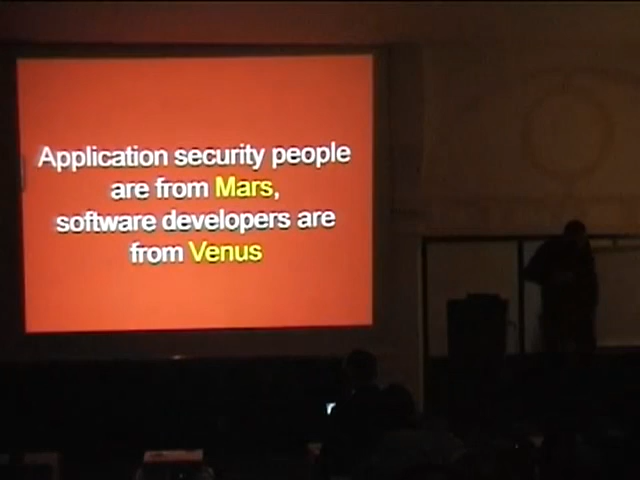 Application security people
are from Mars,
software developers are
from Venus